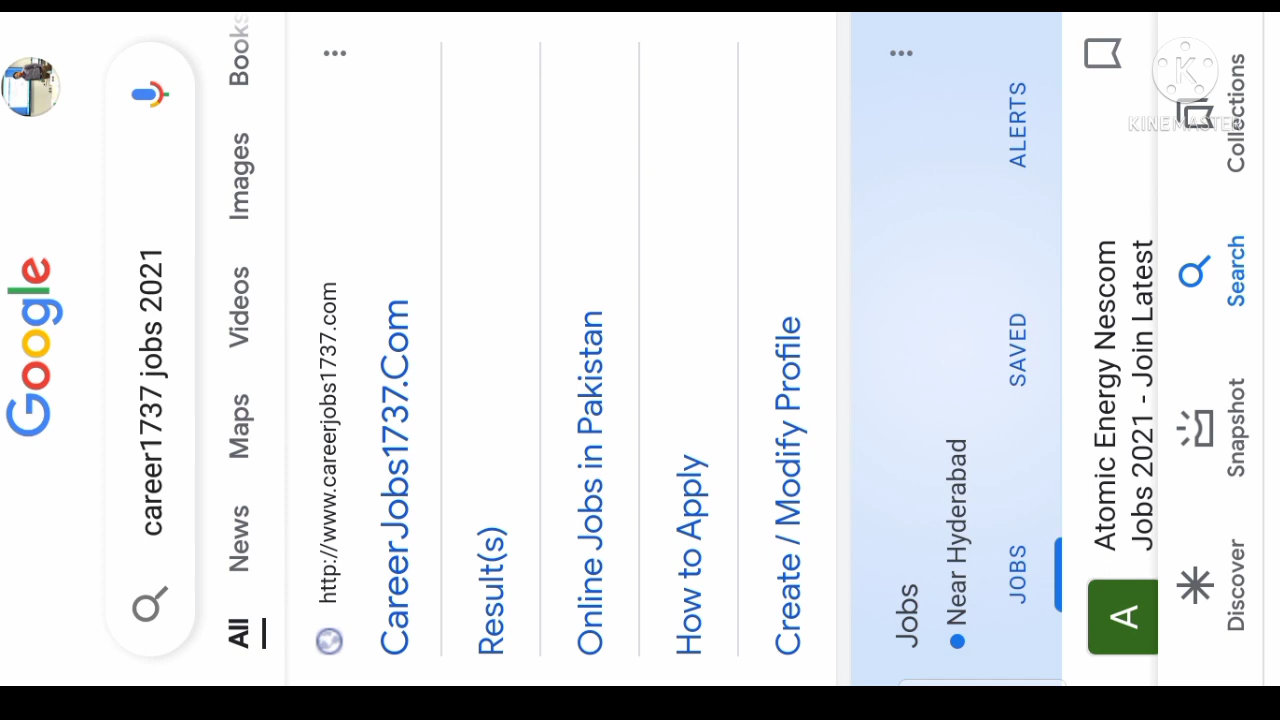 Google
career1737 jobs 2021
All News Maps Videos Images Books
http://www.careerjobs1737.com
CareerJobs1737.Com
Result(s)
Online Jobs in Pakistan
How to Apply
Create / Modify Profile
Jobs
Near Hyderabad
JOBS SAVED ALERTS
A
Atomic Energy Nescom
Jobs 2021 - Join Latest
Discover Snapshot Search Collections
K
KINEMASTER